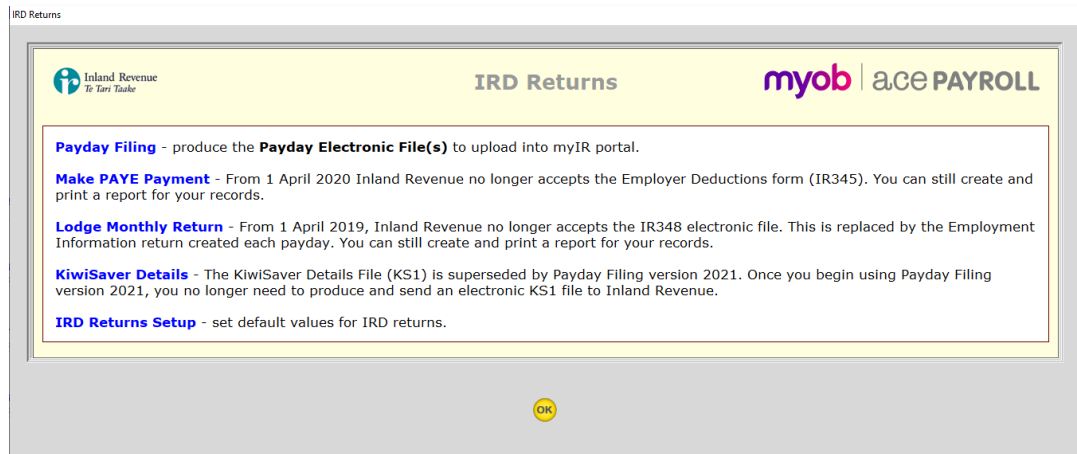 IRD Returns
Inland Revenue
Te Tari Taake
IRD Returns
myob ace PAYROLL
Payday Filing - produce the Payday Electronic File(s) to upload into myIR portal.
Make PAYE Payment - From 1 April 2020 Inland Revenue no longer accepts the Employer Deductions form (IR345). You can still create and
print a report for your records.
Lodge Monthly Return - From 1 April 2019, Inland Revenue no longer accepts the IR348 electronic file. This is replaced by the Employment
Information return created each payday. You can still create and print a report for your records.
KiwiSaver Details - The KiwiSaver Details File (KS1) is superseded by Payday Filing version 2021. Once you begin using Payday Filing
version 2021, you no longer need to produce and send an electronic KS1 file to Inland Revenue.
IRD Returns Setup - set default values for IRD returns.
OK